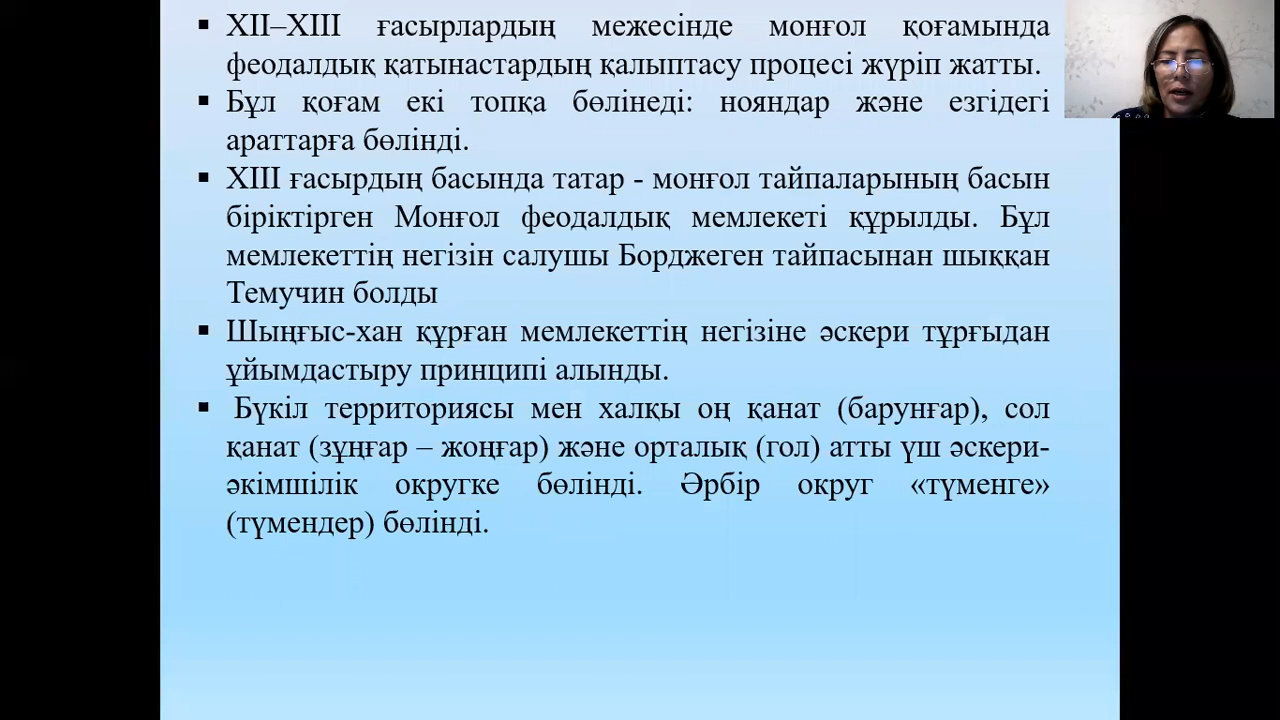 ▪ XII–XIII ғасырлардың межесінде монғол қоғамында
феодалдық қатынастардың қалыптасу процесі жүріп жатты.
▪ Бұл қоғам екі топқа бөлінеді: нояндар және езгідегі
араттарға бөлінді.
▪ XIII ғасырдың басында татар - монғол тайпаларының басын
біріктірген Монғол феодалдық мемлекеті құрылды. Бұл
мемлекеттің негізін салушы Борджеген тайпасынан шыққан
Темучин болды
▪ Шыңғыс-хан құрған мемлекеттің негізіне әскери тұрғыдан
ұйымдастыру принципі алынды.
▪ Бүкіл территориясы мен халқы оң қанат (барунғар), сол
қанат (зұңғар – жоңғар) және орталық (гол) атты үш әскери-
әкімшілік округке бөлінді. Әрбір округ «түменге»
(түмендер) бөлінді.